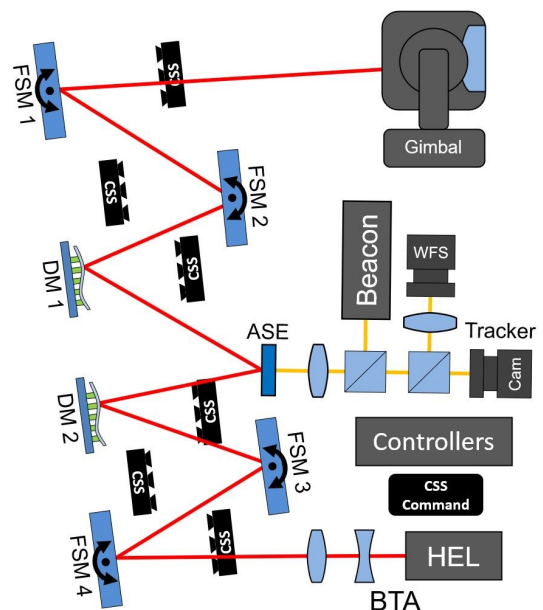 FSM 1
CSS
Gimbal
CSS
FSM 2
CSS
DM 1
Beacon
WFS
ASE
Tracker
Cam
DM 2
CSS
FSM 3
Controllers
CSS
CSS
Command
FSM 4
CSS
HEL
BTA